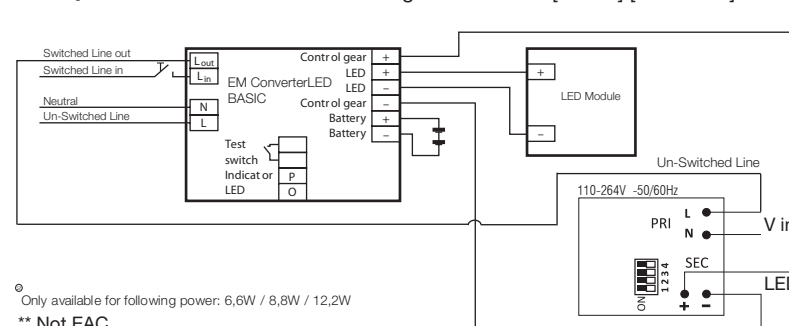 Switched Line out
Switched Line in
Neutral
Un-Switched Line
Lout
Lin
N
L
EM ConverterLED
BASIC
Test
switch
Indicator
LED
P
O
Control gear +
LED +
LED −
Control gear −
Battery +
Battery −
+
LED Module
−
Un-Switched Line
110-264V -50/60Hz
PRI
L
N
V in
SEC
LED
ON
1 2 3 4
+ −
Only available for following power: 6,6W / 8,8W / 12,2W
** Not EAC